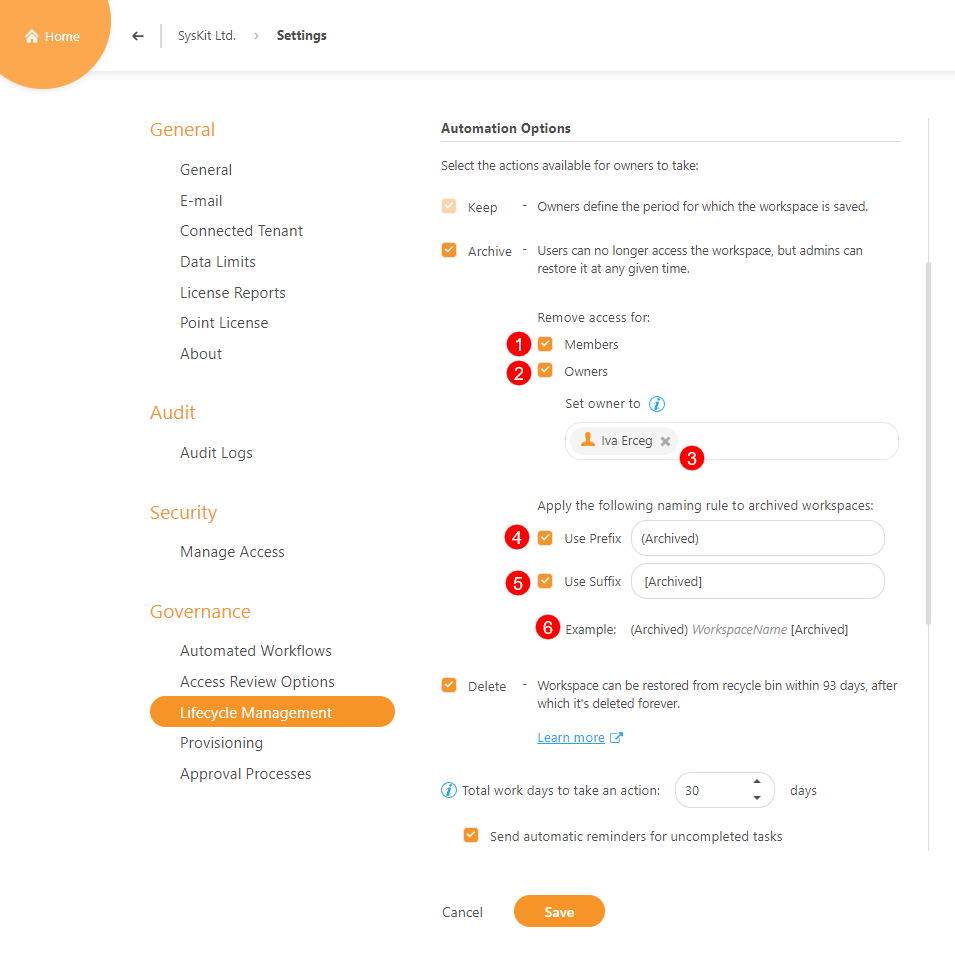 Home
SysKit Ltd. > Settings
General
General
E-mail
Connected Tenant
Data Limits
License Reports
Point License
About
Audit
Audit Logs
Security
Manage Access
Governance
Automated Workflows
Access Review Options
Lifecycle Management
Provisioning
Approval Processes
Automation Options
Select the actions available for owners to take:
Keep - Owners define the period for which the workspace is saved.
Archive - Users can no longer access the workspace, but admins can
restore it at any given time.
Remove access for:
1 Members
2 Owners
Set owner to i
Iva Erceg
3
Apply the following naming rule to archived workspaces:
4 Use Prefix (Archived)
5 Use Suffix [Archived]
6 Example: (Archived) WorkspaceName [Archived]
Delete - Workspace can be restored from recycle bin within 93 days, after
which it's deleted forever.
Learn more
i Total work days to take an action: 30 days
Send automatic reminders for uncompleted tasks
Cancel Save